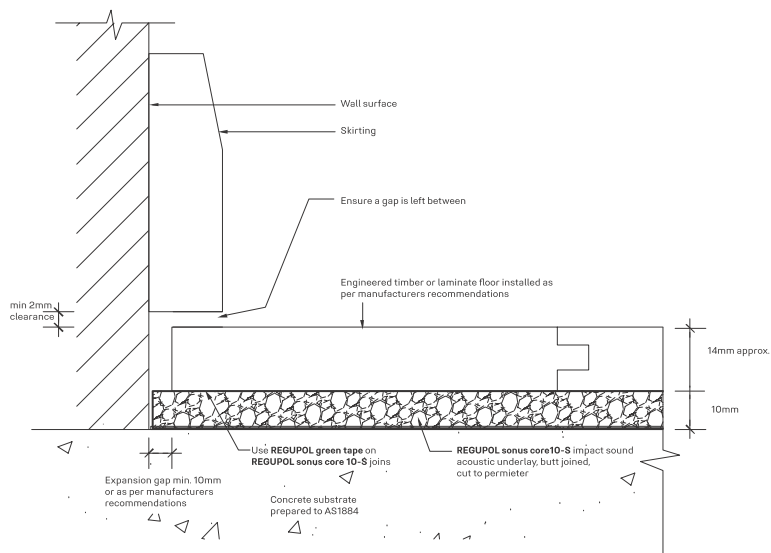 Wall surface
Skirting
Ensure a gap is left between
Engineered timber or laminate floor installed as
per manufacturers recommendations
min 2mm
clearance
14mm approx.
10mm
Use REGUPOL green tape on
REGUPOL sonus core 10-S joins
REGUPOL sonus core10-S impact sound
acoustic underlay, butt joined,
cut to permieter
Expansion gap min. 10mm
or as per manufacturers
recommendations
Concrete substrate
prepared to AS1884